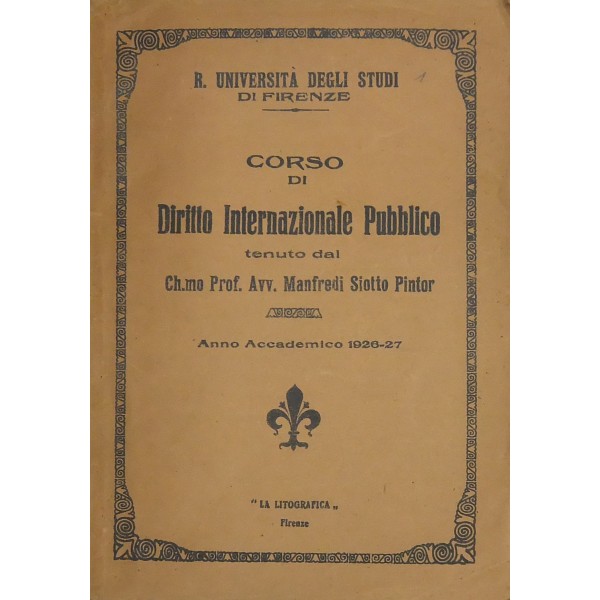 R. UNIVERSITÀ DEGLI STUDI
DI FIRENZE
CORSO
DI
Diritto Internazionale Pubblico
tenuto dal
Ch.mo Prof. Avv. Manfredi Siotto Pintor
Anno Accademico 1926-27
"LA LITOGRAFICA„
Firenze